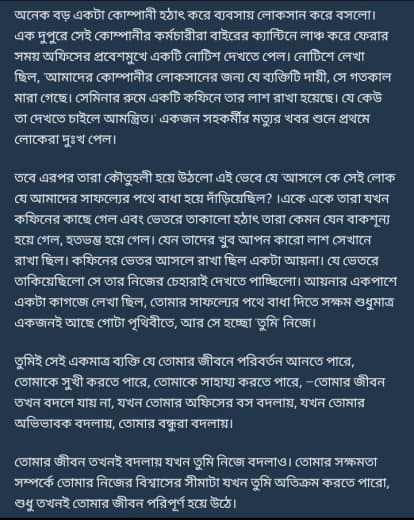 অনেক বড় একটা কোম্পানী হঠাৎ করে ব্যবসায় লোকসান করে বসলো।
এক দুপুরে সেই কোম্পানীর কর্মচারীরা বাইরের ক্যান্টিনে লাঞ্চ করে ফেরার
সময় অফিসের প্রবেশমুখে একটি নোটিশ দেখতে পেল। নোটিশে লেখা
ছিল, 'আমাদের কোম্পানীর লোকসানের জন্য যে ব্যক্তিটি দায়ী, সে গতকাল
মারা গেছে। সেমিনার রুমে একটি কফিনে তার লাশ রাখা হয়েছে। যে কেউ
তা দেখতে চাইলে আমন্ত্রিত।' একজন সহকর্মীর মত্যুর খবর শুনে প্রথমে
লোকেরা দুঃখ পেল।
তবে এরপর তারা কৌতুহলী হয়ে উঠলো এই ভেবে যে 'আসলে কে সেই লোক
যে আমাদের সাফল্যের পথে বাধা হয়ে দাঁড়িয়েছিল? ।একে একে তারা যখন
কফিনের কাছে গেল এবং ভেতরে তাকালো হঠাৎ তারা কেমন যেন বাকশূন্য
হয়ে গেল, হতভম্ভ হয়ে গেল। যেন তাদের খুব আপন কারো লাশ সেখানে
রাখা ছিল। কফিনের ভেতর আসলে রাখা ছিল একটা আয়না। যে ভেতরে
তাকিয়েছিলো সে তার নিজের চেহারাই দেখতে পাচ্ছিলো। আয়নার একপাশে
একটা কাগজে লেখা ছিল, তোমার সাফল্যের পথে বাধা দিতে সক্ষম শুধুমাত্র
একজনই আছে গোটা পৃথিবীতে, আর সে হচ্ছো 'তুমি' নিজে।
তুমিই সেই একমাত্র ব্যক্তি যে তোমার জীবনে পরিবর্তন আনতে পারে,
তোমাকে সুখী করতে পারে, তোমাকে সাহায্য করতে পারে, –তোমার জীবন
তখন বদলে যায় না, যখন তোমার অফিসের বস বদলায়, যখন তোমার
অভিভাবক বদলায়, তোমার বন্ধুরা বদলায়।
তোমার জীবন তখনই বদলায় যখন তুমি নিজে বদলাও। তোমার সক্ষমতা
সম্পর্কে তোমার নিজের বিশ্বাসের সীমাটা যখন তুমি অতিক্রম করতে পারো,
শুধু তখনই তোমার জীবন পরিপূর্ণ হয়ে উঠে।